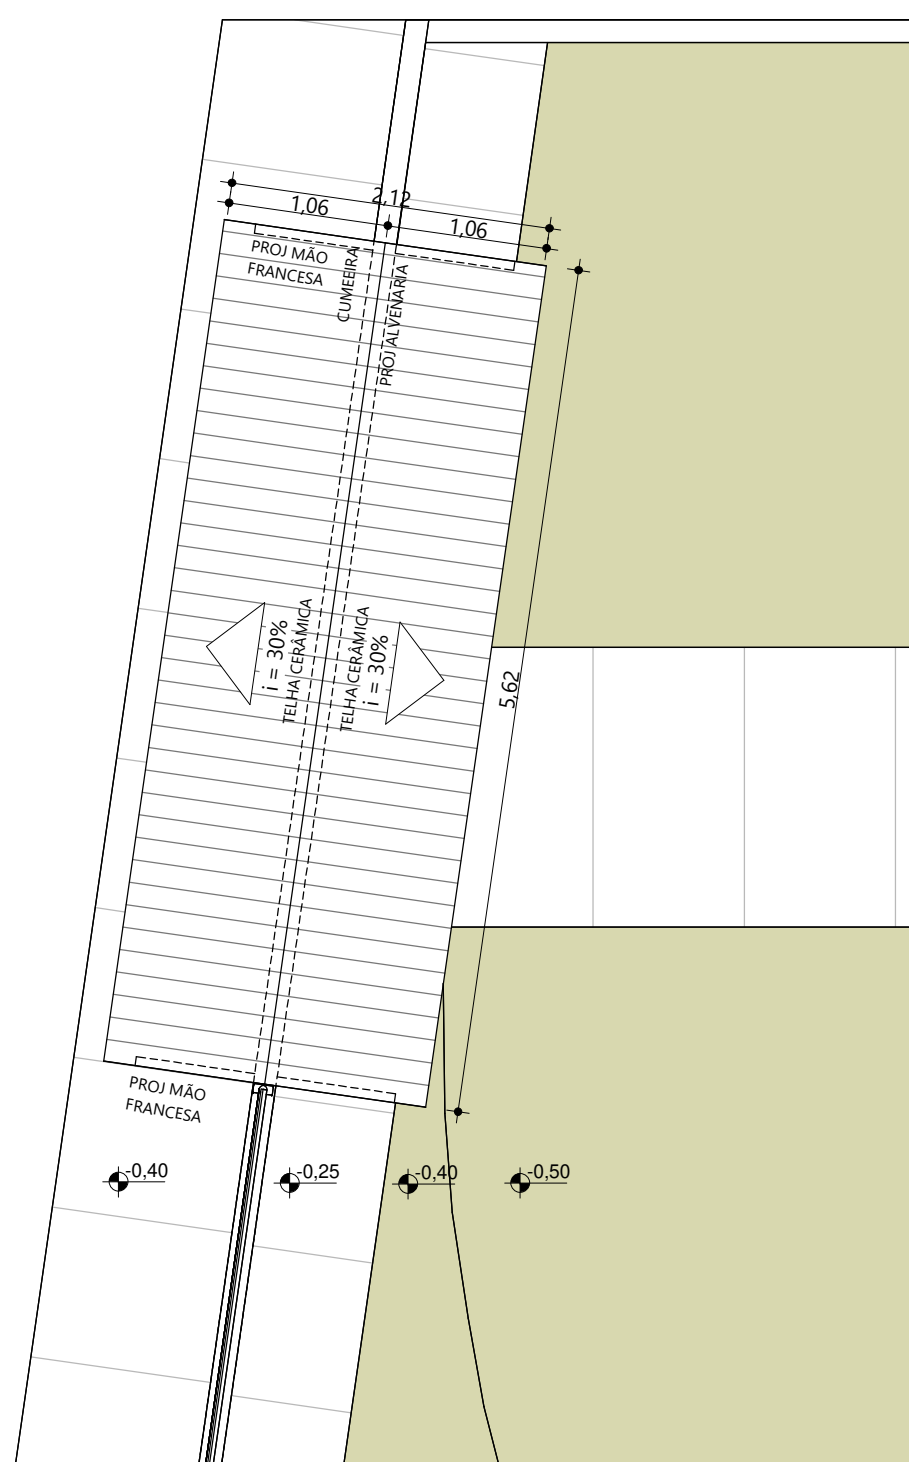 2,12
1,06
1,06
PROJ MÃO
FRANCESA
CUMEEIRA
PROJ ALVENARIA
i = 30%
TELHA CERÂMICA
TELHA CERÂMICA
i = 30%
5,62
PROJ MÃO
FRANCESA
-0,40
-0,25
-0,40
-0,50